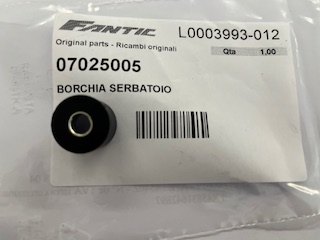 FANTIC L0003993-012
Original parts - Ricambi originali Qta 1,00
07025005
BORCHIA SERBATOIO